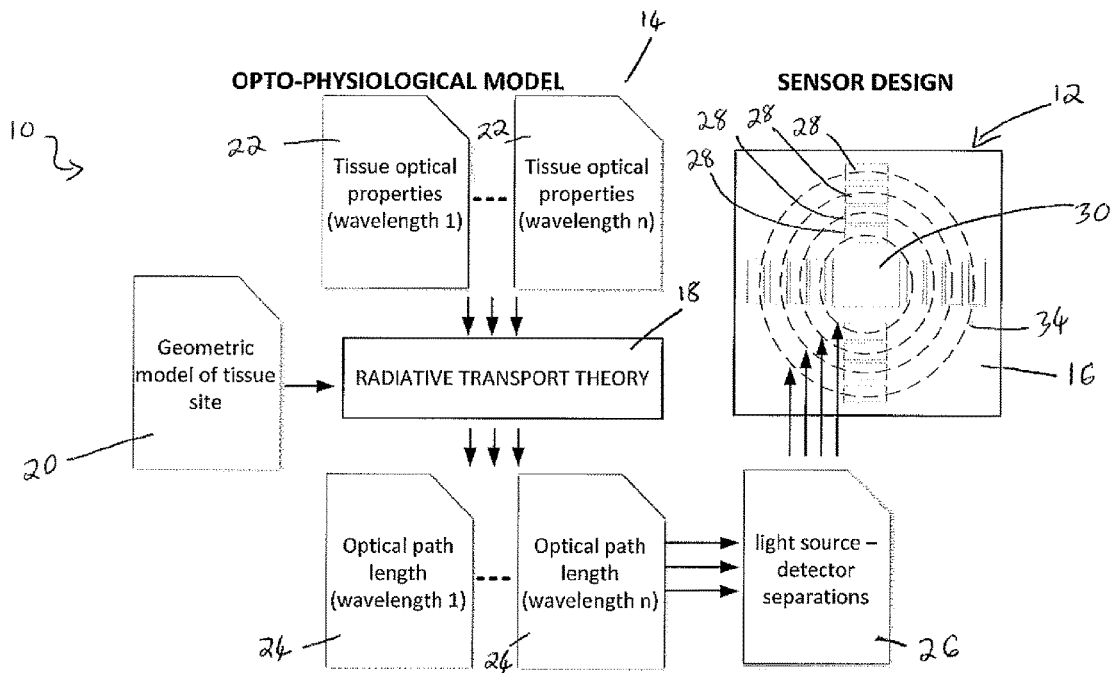 14
OPTO-PHYSIOLOGICAL MODEL
SENSOR DESIGN
10
12
22
Tissue optical
properties
(wavelength 1)
22
Tissue optical
properties
(wavelength n)
28
28
28
28
30
18
Geometric
model of tissue
site
RADIATIVE TRANSPORT THEORY
34
16
20
Optical path
length
(wavelength 1)
Optical path
length
(wavelength n)
light source –
detector
separations
24
24
26